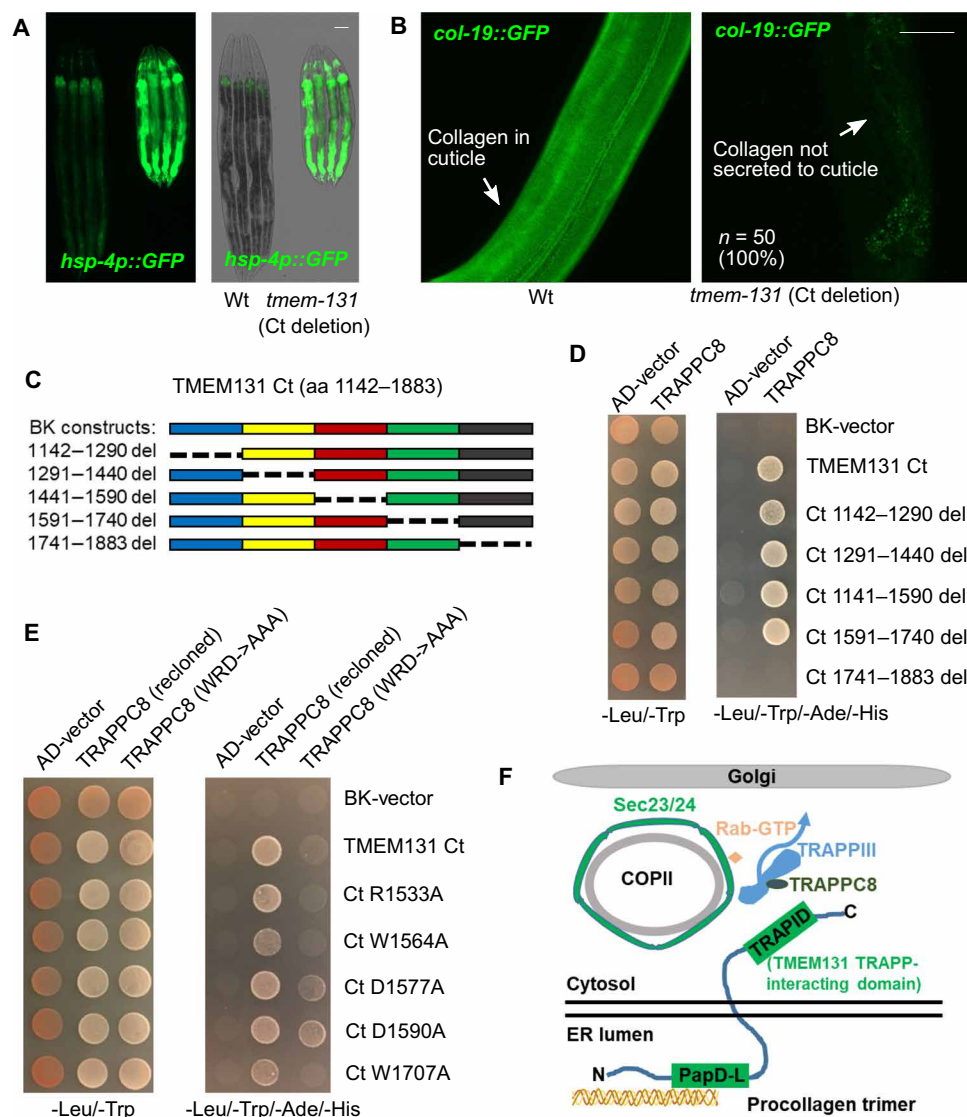 A
hsp-4p::GFP
hsp-4p::GFP
Wt tmem-131
(Ct deletion)
B
col-19::GFP
Collagen in
cuticle
Wt
col-19::GFP
Collagen not
secreted to cuticle
n = 50
(100%)
tmem-131 (Ct deletion)
C
TMEM131 Ct (aa 1142–1883)
BK constructs:
1142–1290 del
1291–1440 del
1441–1590 del
1591–1740 del
1741–1883 del
D
AD-vector
TRAPPC8
AD-vector
TRAPPC8
BK-vector
TMEM131 Ct
Ct 1142–1290 del
Ct 1291–1440 del
Ct 1141–1590 del
Ct 1591–1740 del
Ct 1741–1883 del
-Leu/-Trp
-Leu/-Trp/-Ade/-His
E
AD-vector
TRAPPC8 (recloned)
TRAPPC8 (WRD->AAA)
AD-vector
TRAPPC8 (recloned)
TRAPPC8 (WRD->AAA)
BK-vector
TMEM131 Ct
Ct R1533A
Ct W1564A
Ct D1577A
Ct D1590A
Ct W1707A
-Leu/-Trp
-Leu/-Trp/-Ade/-His
F
Golgi
Sec23/24
Rab-GTP
TRAPPIII
COPII
TRAPPC8
TRAPID
C
(TMEM131 TRAPP-
interacting domain)
Cytosol
ER lumen
N
PapD-L
Procollagen trimer